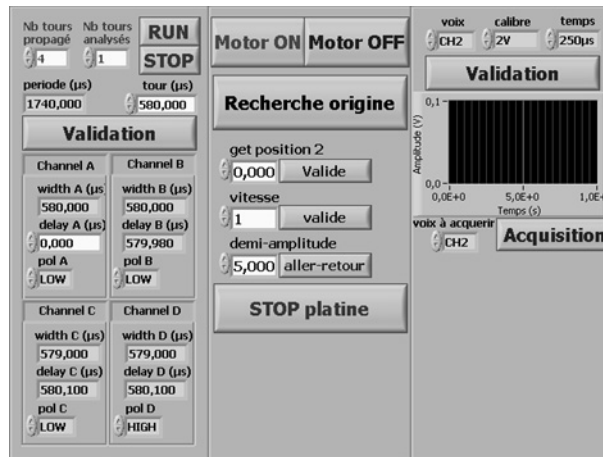 Nb tours propagé
4
Nb tours analysés
1
RUN
STOP
periode (µs)
1740,000
tour (µs)
580,000
Validation
Channel A
width A (µs)
580,000
delay A (µs)
0,000
pol A
LOW
Channel B
width B (µs)
580,000
delay B (µs)
579,980
pol B
LOW
Channel C
width C (µs)
579,000
delay C (µs)
580,100
pol C
LOW
Channel D
width D (µs)
579,000
delay D (µs)
580,100
pol D
HIGH
Motor ON
Motor OFF
Recherche origine
get position 2
0,000
Valide
vitesse
1
valide
demi-amplitude
5,000
aller-retour
STOP platine
voix
CH2
calibre
2V
temps
250µs
Validation
Amplitude (V)
0,1-
0,0-
0,0E+0
5,0E+0
1,0E-
Temps (s)
voix à acquerir
CH2
Acquisition